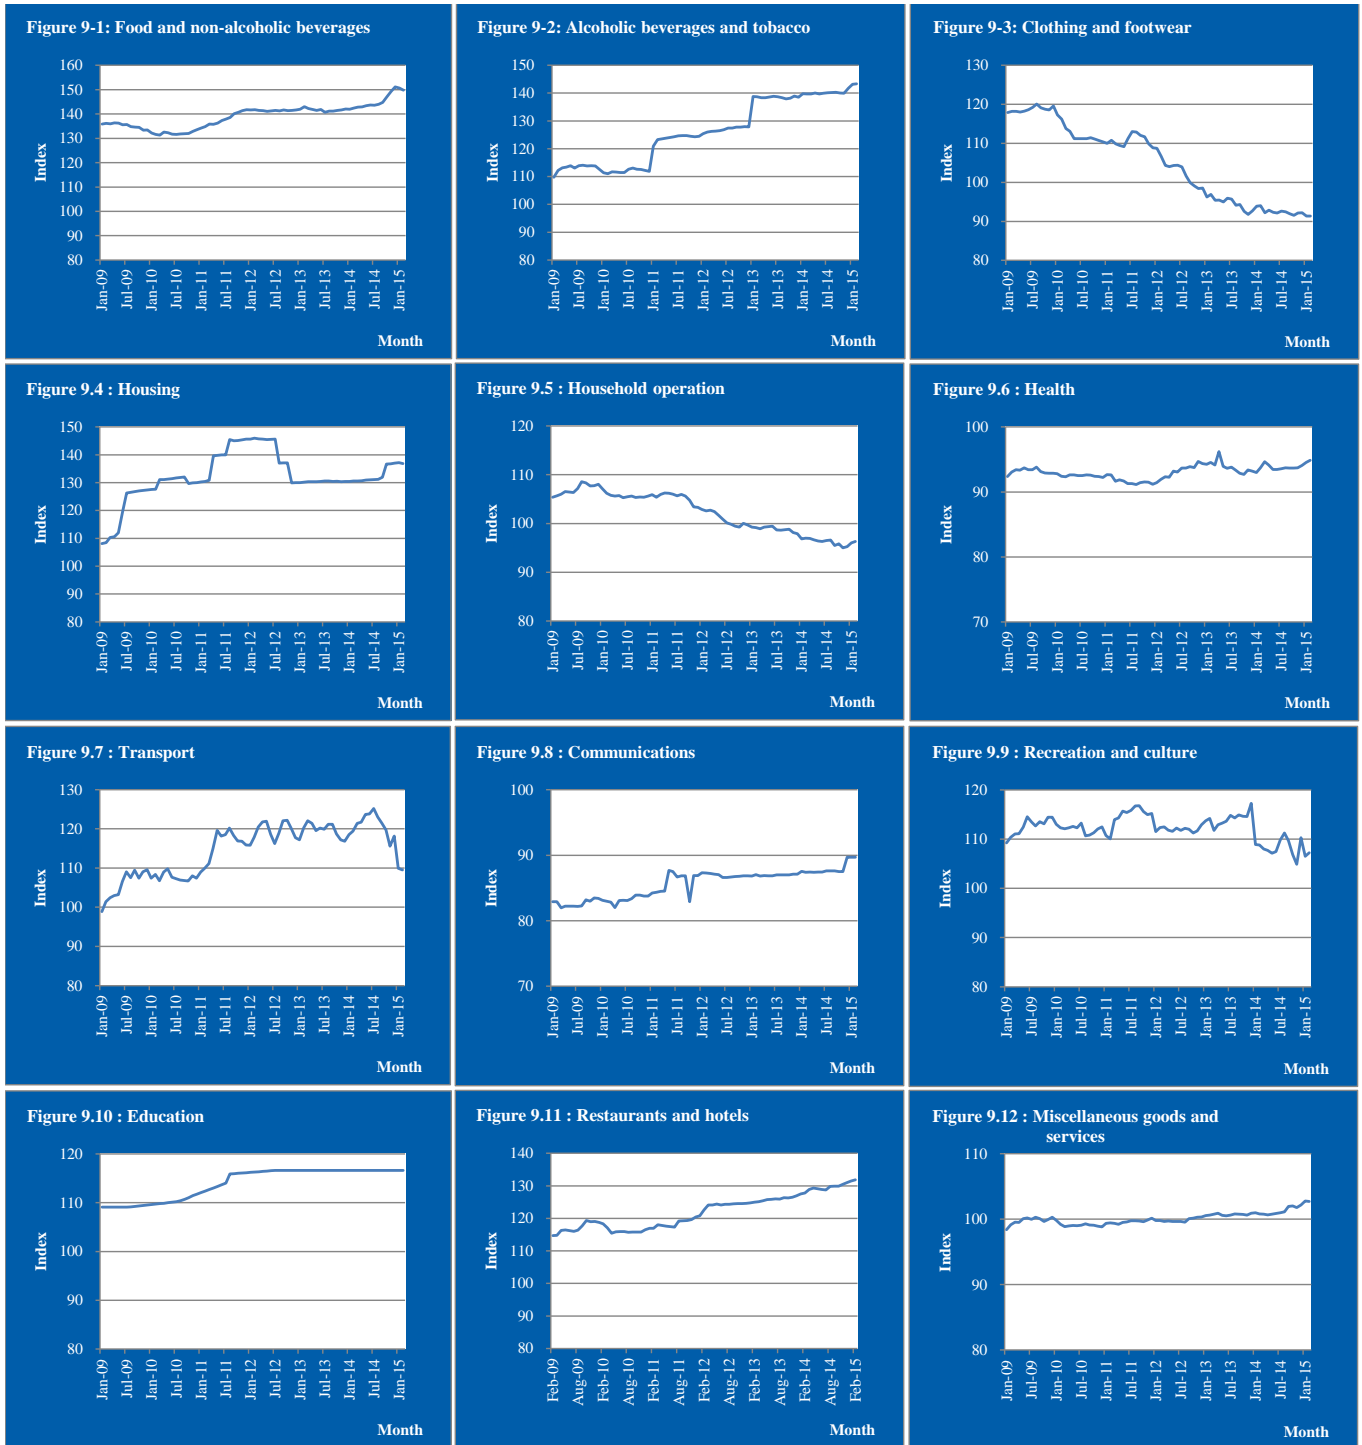 Figure 9-1: Food and non-alcoholic beverages
160
150
140
130
120
110
100
90
80
Index
Jan-09
Jul-09
Jan-10
Jul-10
Jan-11
Jul-11
Jan-12
Jul-12
Jan-13
Jul-13
Jan-14
Jul-14
Jan-15
Month
Figure 9-2: Alcoholic beverages and tobacco
150
140
130
120
110
100
90
80
Index
Jan-09
Jul-09
Jan-10
Jul-10
Jan-11
Jul-11
Jan-12
Jul-12
Jan-13
Jul-13
Jan-14
Jul-14
Jan-15
Month
Figure 9-3: Clothing and footwear
130
120
110
100
90
80
Index
Jan-09
Jul-09
Jan-10
Jul-10
Jan-11
Jul-11
Jan-12
Jul-12
Jan-13
Jul-13
Jan-14
Jul-14
Jan-15
Month
Figure 9.4 : Housing
150
140
130
120
110
100
90
80
Index
Jan-09
Jul-09
Jan-10
Jul-10
Jan-11
Jul-11
Jan-12
Jul-12
Jan-13
Jul-13
Jan-14
Jul-14
Jan-15
Month
Figure 9.5 : Household operation
120
110
100
90
80
Index
Jan-09
Jul-09
Jan-10
Jul-10
Jan-11
Jul-11
Jan-12
Jul-12
Jan-13
Jul-13
Jan-14
Jul-14
Jan-15
Month
Figure 9.6 : Health
100
90
80
70
Index
Jan-09
Jul-09
Jan-10
Jul-10
Jan-11
Jul-11
Jan-12
Jul-12
Jan-13
Jul-13
Jan-14
Jul-14
Jan-15
Month
Figure 9.7 : Transport
130
120
110
100
90
80
Index
Jan-09
Jul-09
Jan-10
Jul-10
Jan-11
Jul-11
Jan-12
Jul-12
Jan-13
Jul-13
Jan-14
Jul-14
Jan-15
Month
Figure 9.8 : Communications
100
90
80
70
Index
Jan-09
Jul-09
Jan-10
Jul-10
Jan-11
Jul-11
Jan-12
Jul-12
Jan-13
Jul-13
Jan-14
Jul-14
Jan-15
Month
Figure 9.9 : Recreation and culture
120
110
100
90
80
Index
Jan-09
Jul-09
Jan-10
Jul-10
Jan-11
Jul-11
Jan-12
Jul-12
Jan-13
Jul-13
Jan-14
Jul-14
Jan-15
Month
Figure 9.10 : Education
120
110
100
90
80
Index
Jan-09
Jul-09
Jan-10
Jul-10
Jan-11
Jul-11
Jan-12
Jul-12
Jan-13
Jul-13
Jan-14
Jul-14
Jan-15
Month
Figure 9.11 : Restaurants and hotels
140
130
120
110
100
90
80
Index
Feb-09
Aug-09
Feb-10
Aug-10
Feb-11
Aug-11
Feb-12
Aug-12
Feb-13
Aug-13
Feb-14
Aug-14
Feb-15
Month
Figure 9.12 : Miscellaneous goods and
services
110
100
90
80
Index
Jan-09
Jul-09
Jan-10
Jul-10
Jan-11
Jul-11
Jan-12
Jul-12
Jan-13
Jul-13
Jan-14
Jul-14
Jan-15
Month